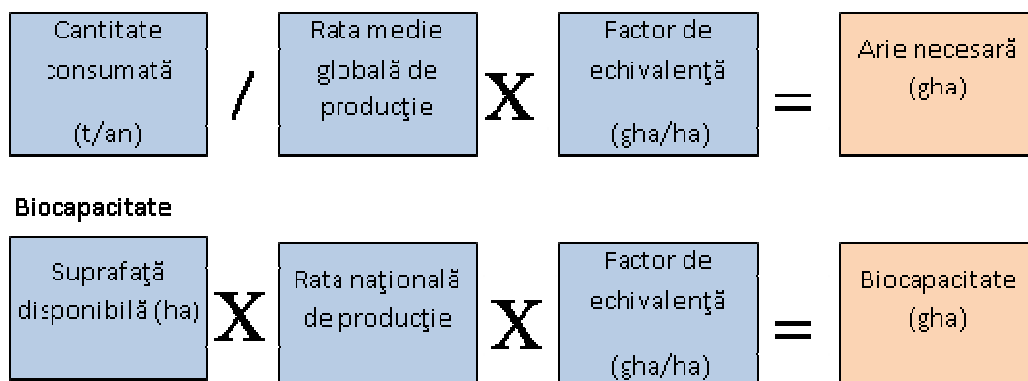 Cantitate
consumată
(t/an)
/
Rata medie
globală de
producţie
X
Factor de
echivalenţă
(gha/ha)
=
Arie necesară
(gha)
Biocapacitate
Suprafaţă
disponibilă (ha)
X
Rata naţională
de producţie
X
Factor de
echivalenţă
(gha/ha)
=
Biocapacitate
(gha)